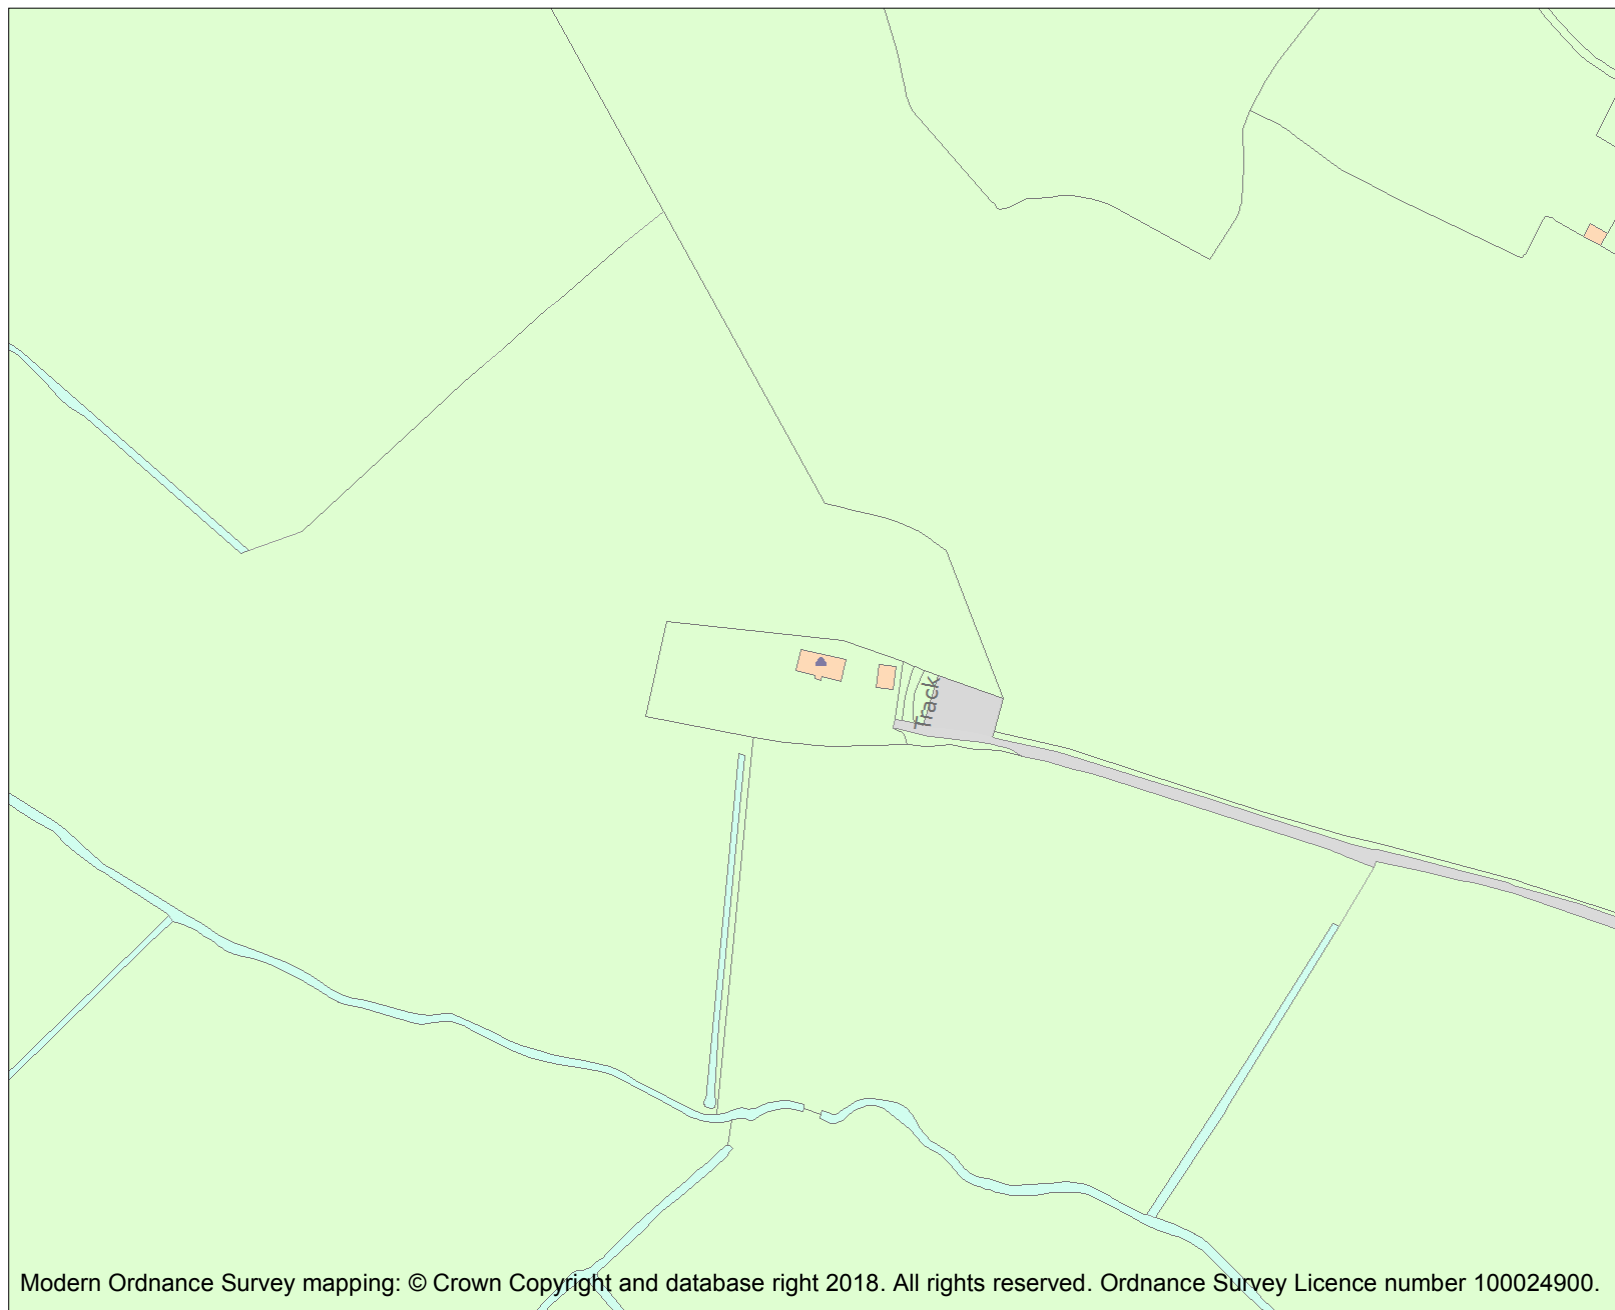 Track
Modern Ordnance Survey mapping: © Crown Copyright and database right 2018. All rights reserved. Ordnance Survey Licence number 100024900.